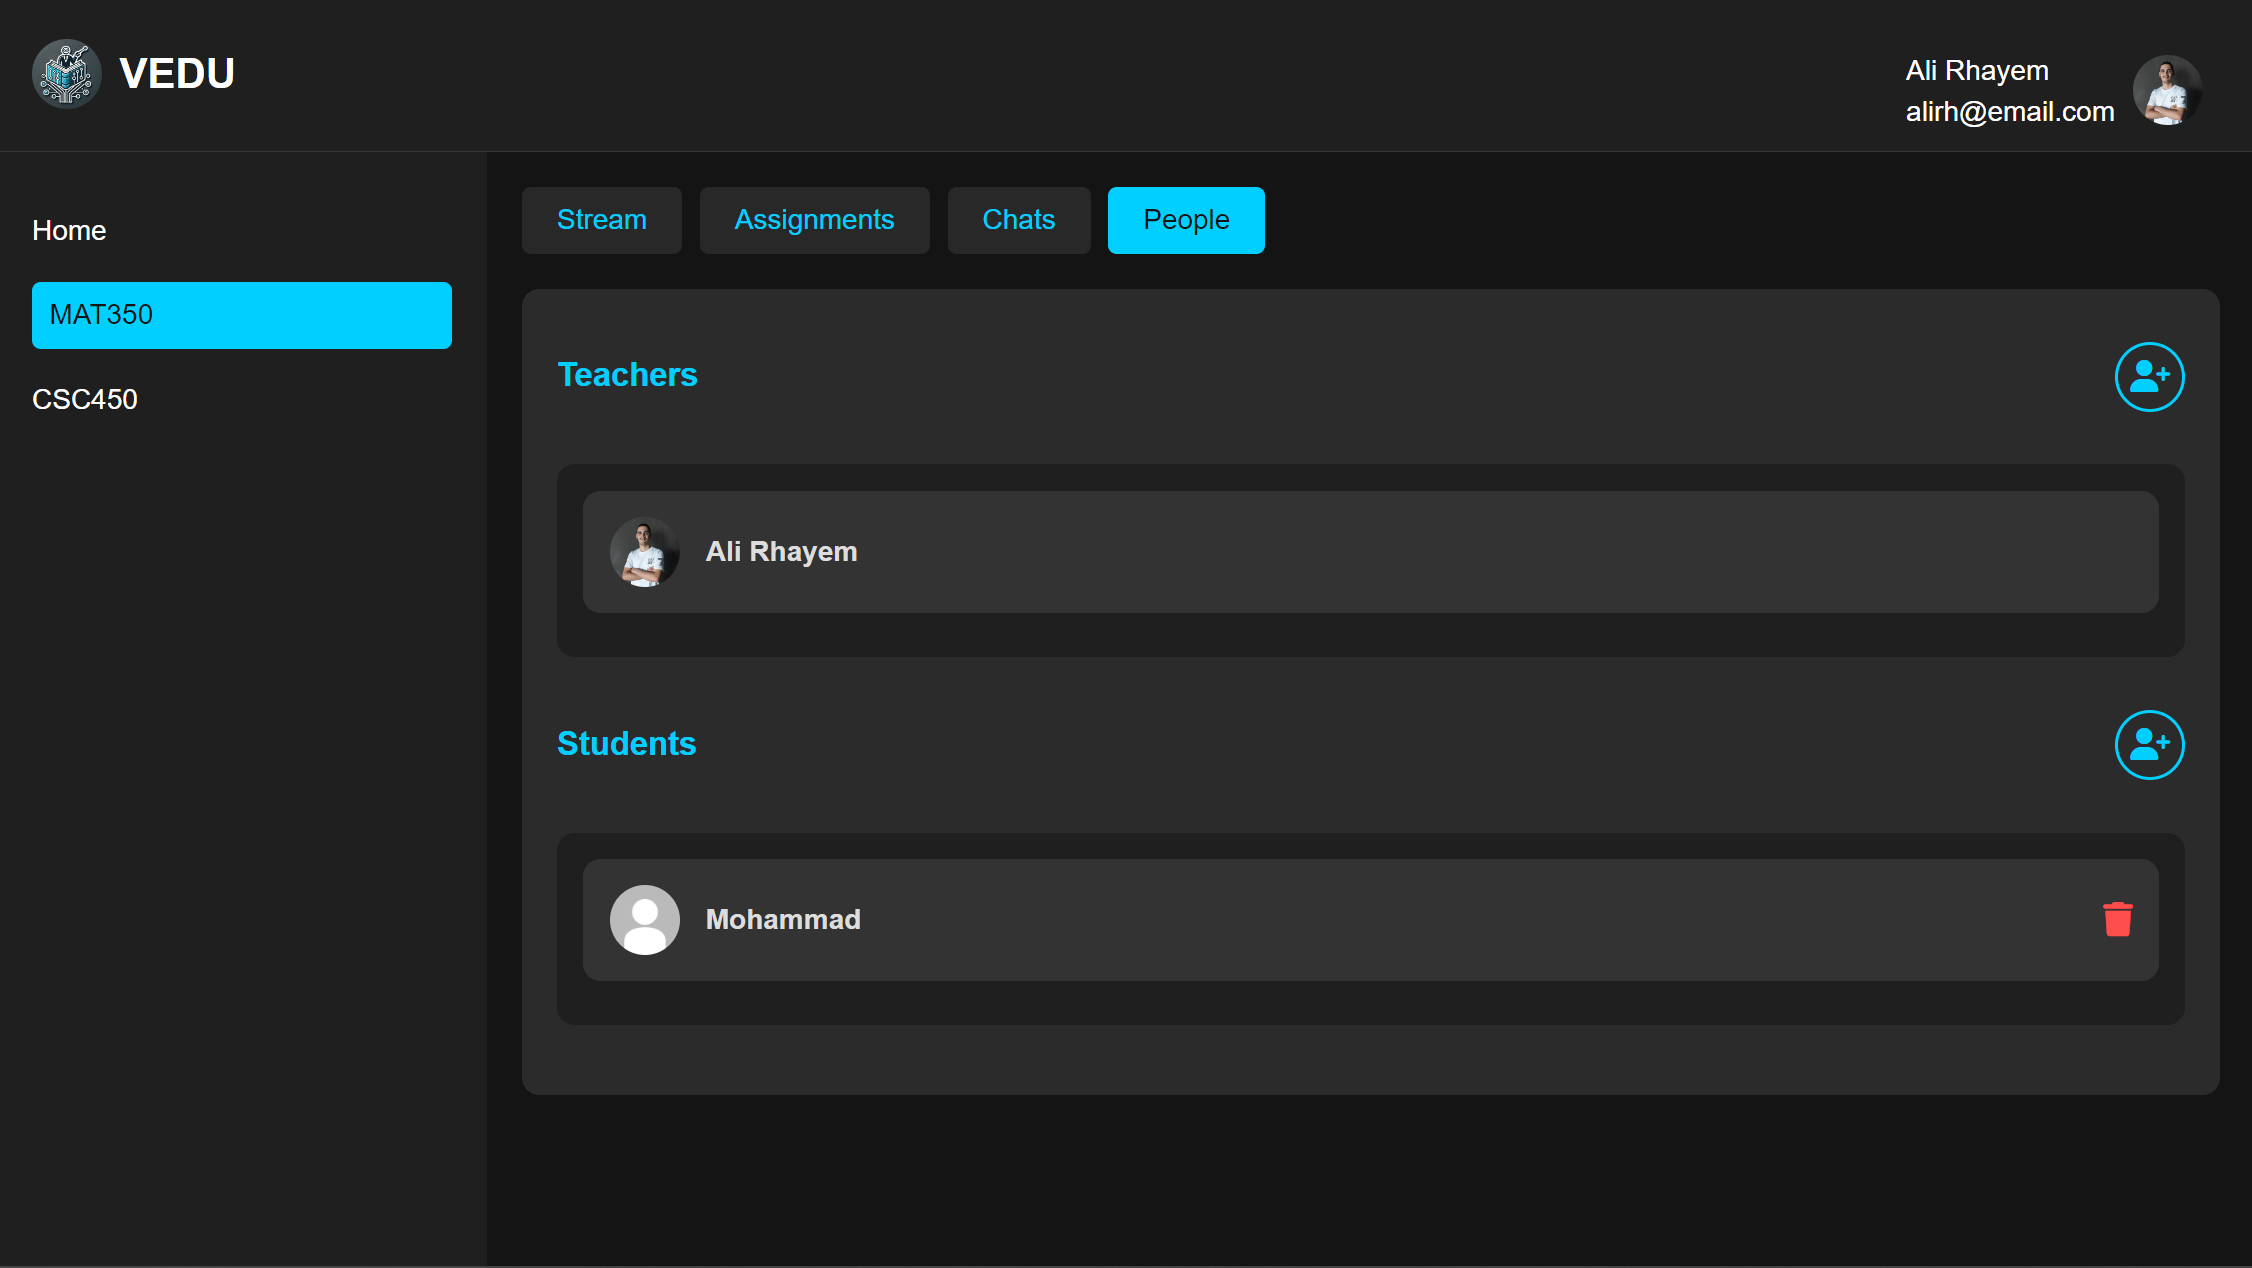 VEDU
Ali Rhayem
alirh@email.com
Home
MAT350
CSC450
Stream
Assignments
Chats
People
Teachers
Ali Rhayem
Students
Mohammad